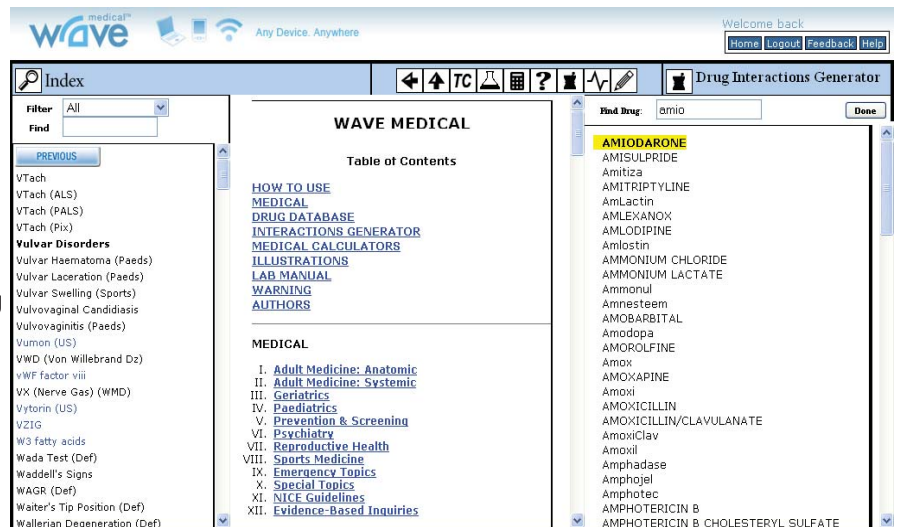 medical™
wave
Any Device. Anywhere
Welcome back
Home Logout Feedback Help
Index
TC
?
Drug Interactions Generator
Filter All
Find
PREVIOUS
VTach
VTach (ALS)
VTach (PALS)
VTach (Pix)
Vulvar Disorders
Vulvar Haematoma (Paeds)
Vulvar Laceration (Paeds)
Vulvar Swelling (Sports)
Vulvovaginal Candidiasis
Vulvovaginitis (Paeds)
Vumon (US)
VWD (Von Willebrand Dz)
vWF factor viii
VX (Nerve Gas) (WMD)
Vytorin (US)
VZIG
W3 fatty acids
Wada Test (Def)
Waddell's Signs
WAGR (Def)
Waiter's Tip Position (Def)
Wallerian Degeneration (Def)
WAVE MEDICAL
Table of Contents
HOW TO USE
MEDICAL
DRUG DATABASE
INTERACTIONS GENERATOR
MEDICAL CALCULATORS
ILLUSTRATIONS
LAB MANUAL
WARNING
AUTHORS
MEDICAL
I. Adult Medicine: Anatomic
II. Adult Medicine: Systemic
III. Geriatrics
IV. Paediatrics
V. Prevention & Screening
VI. Psychiatry
VII. Reproductive Health
VIII. Sports Medicine
IX. Emergency Topics
X. Special Topics
XI. NICE Guidelines
XII. Evidence-Based Inquiries
Find Drug: amio Done
AMIODARONE
AMISULPRIDE
Amitiza
AMITRIPTYLINE
AmLactin
AMLEXANOX
AMLODIPINE
Amlostin
AMMONIUM CHLORIDE
AMMONIUM LACTATE
Ammonul
Amnesteem
AMOBARBITAL
Amodopa
AMOROLFINE
Amox
AMOXAPINE
Amoxi
AMOXICILLIN
AMOXICILLIN/CLAVULANATE
AmoxiClav
Amoxil
Amphadase
Amphojel
Amphotec
AMPHOTERICIN B
AMPHOTERICIN B CHOLESTERYL SULFATE